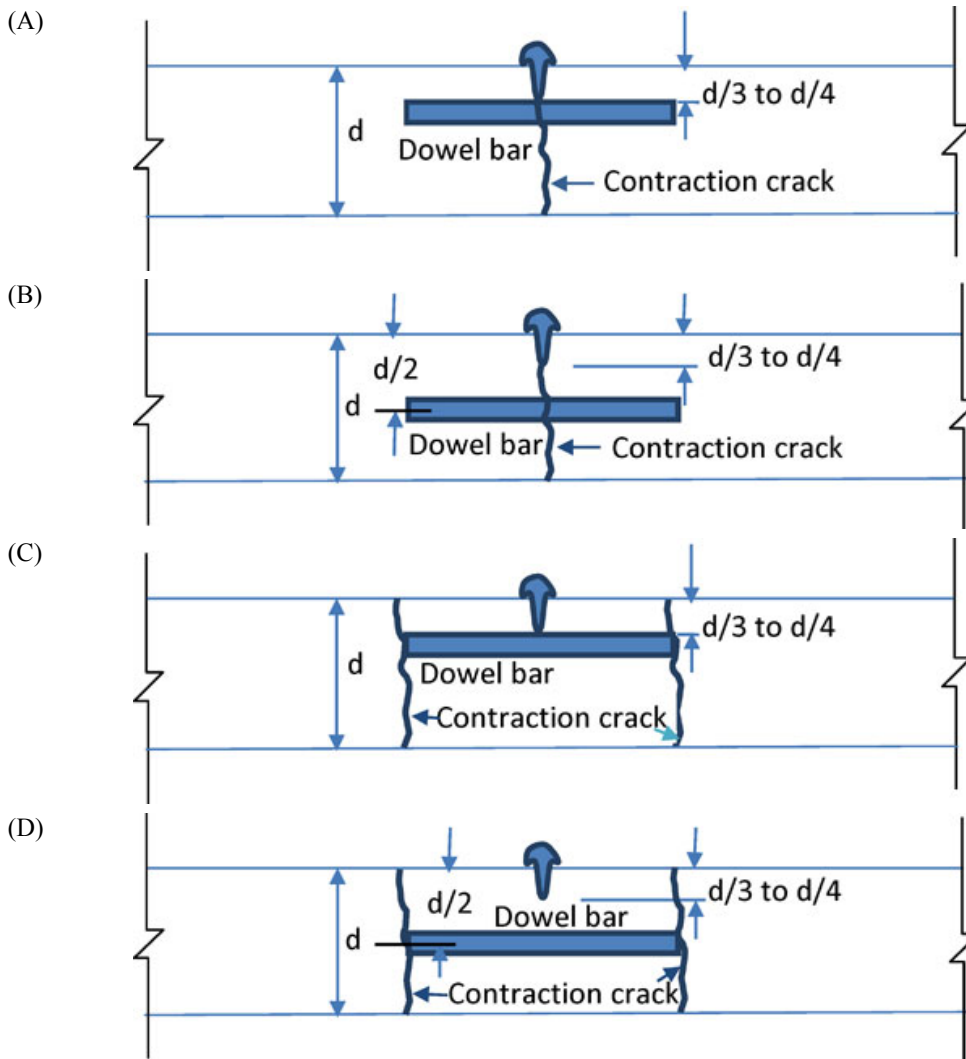 (A)
d
d/3 to d/4
Dowel bar
Contraction crack
(B)
d/2
d
d/3 to d/4
Dowel bar
Contraction crack
(C)
d
d/3 to d/4
Dowel bar
Contraction crack
(D)
d/2
d
d/3 to d/4
Dowel bar
Contraction crack